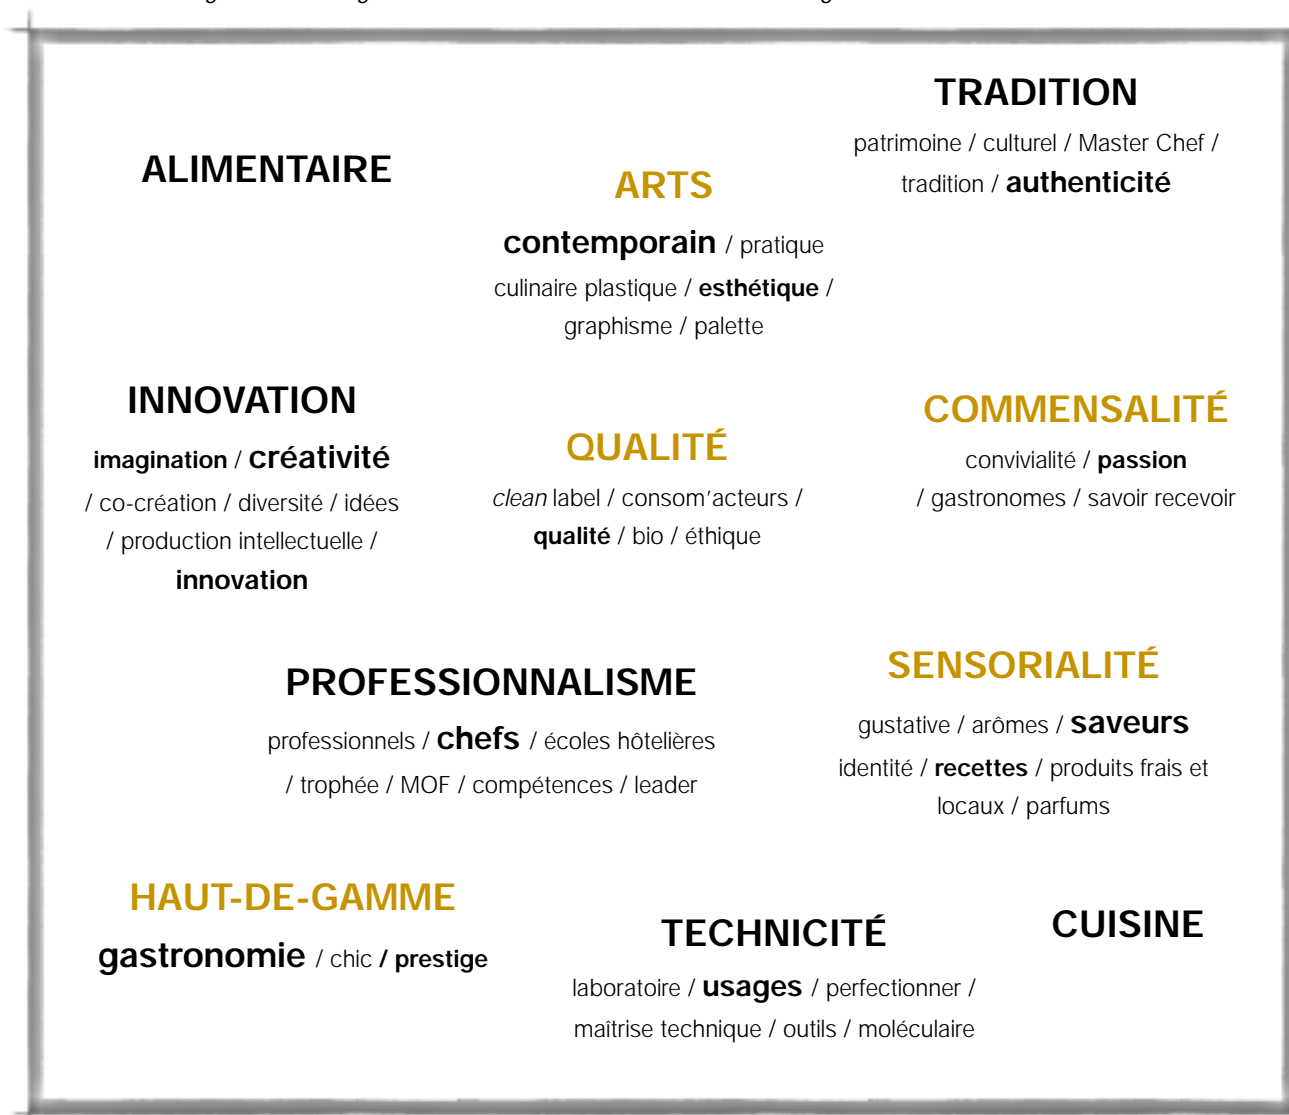 TRADITION
patrimoine / culturel / Master Chef /
tradition / authenticité
ALIMENTAIRE
ARTS
contemporain / pratique
culinaire plastique / esthétique /
graphisme / palette
INNOVATION
imagination / créativité
/ co-création / diversité / idées
/ production intellectuelle /
innovation
QUALITÉ
clean label / consom’acteurs /
qualité / bio / éthique
COMMENSALITÉ
convivialité / passion
/ gastronomes / savoir recevoir
PROFESSIONNALISME
professionnels / chefs / écoles hôtelières
/ trophée / MOF / compétences / leader
SENSORIALITÉ
gustative / arômes / saveurs
identité / recettes / produits frais et
locaux / parfums
HAUT-DE-GAMME
gastronomie / chic / prestige
TECHNICITÉ
laboratoire / usages / perfectionner /
maîtrise technique / outils / moléculaire
CUISINE